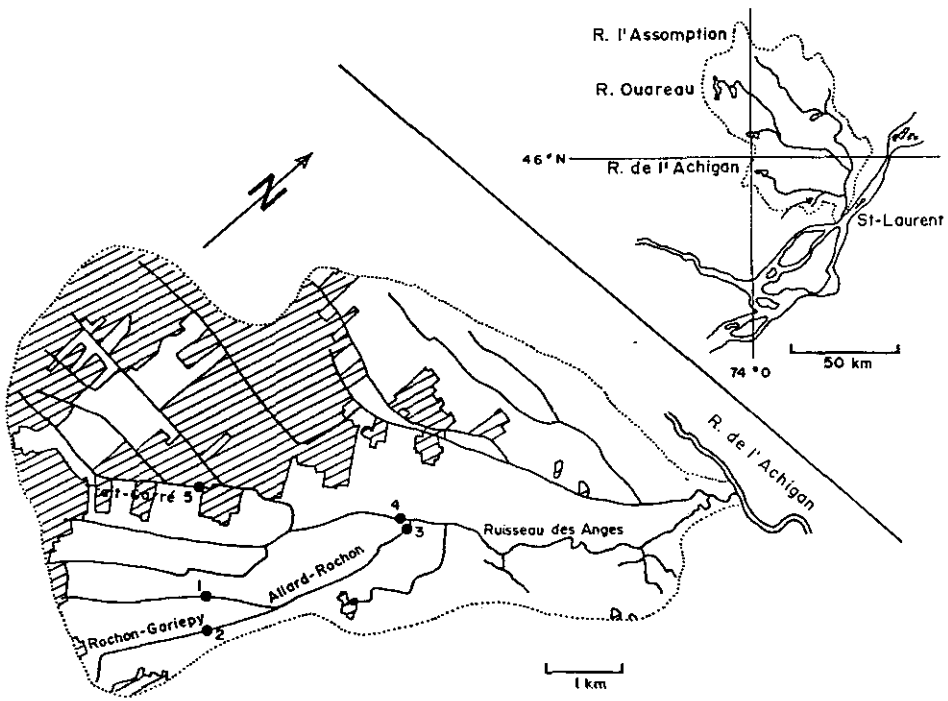 R. l'Assomption
R. Ouareau
46°N
R. de l'Achigan
St-Laurent
74°O
50 km
N
R. de l'Achigan
5
4
3
Ruisseau des Anges
Allard-Rochon
1
Rochon-Gariepy
2
1 km